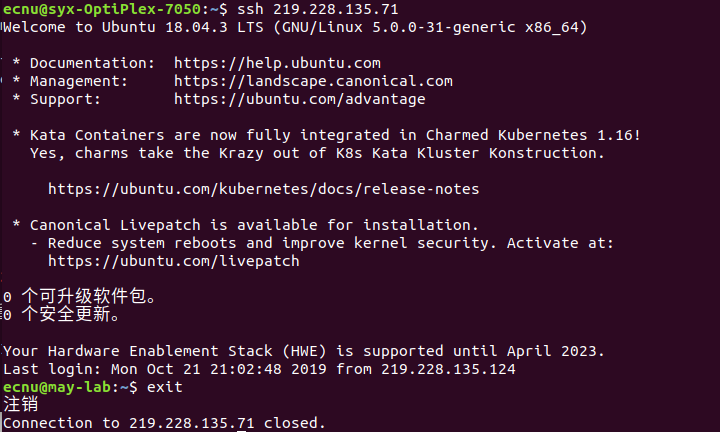 ecnu@syx-OptiPlex-7050:~$ ssh 219.228.135.71
Welcome to Ubuntu 18.04.3 LTS (GNU/Linux 5.0.0-31-generic x86_64)
* Documentation:  https://help.ubuntu.com
* Management:     https://landscape.canonical.com
* Support:        https://ubuntu.com/advantage
* Kata Containers are now fully integrated in Charmed Kubernetes 1.16!
Yes, charms take the Krazy out of K8s Kata Kluster Konstruction.
https://ubuntu.com/kubernetes/docs/release-notes
* Canonical Livepatch is available for installation.
- Reduce system reboots and improve kernel security. Activate at:
https://ubuntu.com/livepatch
0 个可升级软件包。
0 个安全更新。
Your Hardware Enablement Stack (HWE) is supported until April 2023.
Last login: Mon Oct 21 21:02:48 2019 from 219.228.135.124
ecnu@may-lab:~$ exit
注销
Connection to 219.228.135.71 closed.